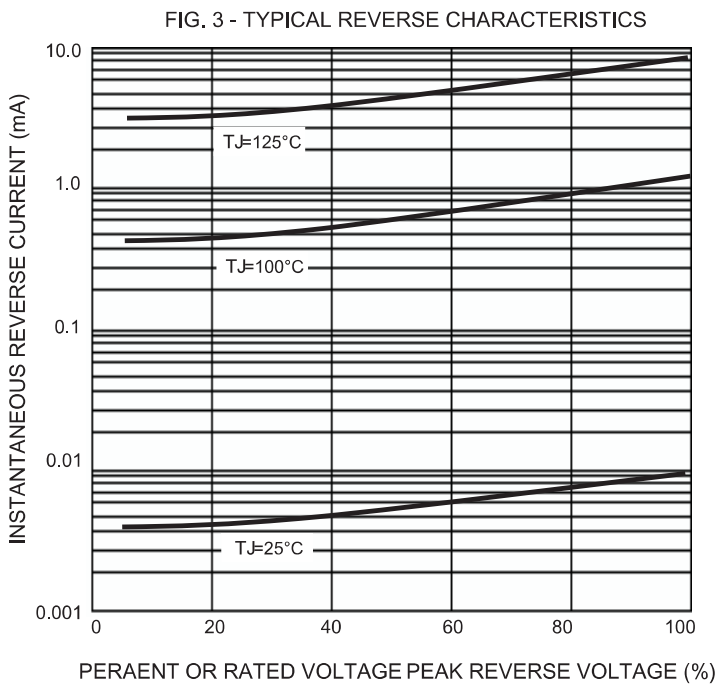 FIG. 3 - TYPICAL REVERSE CHARACTERISTICS
INSTANTANEOUS REVERSE CURRENT (mA)
10.0
TJ=125°C
1.0
TJ=100°C
0.1
0.01
TJ=25°C
0.001
0 20 40 60 80 100
PERAENT OR RATED VOLTAGE PEAK REVERSE VOLTAGE (%)